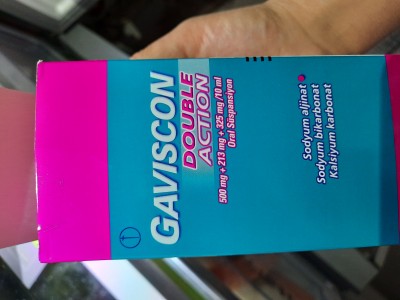 GAVISCON
DOUBLE
ACTION
500 mg + 213 mg + 325 mg /10 ml
Oral Süspansiyon
Sodyum aljinat
Sodyum bikarbonat
Kalsiyum karbonat